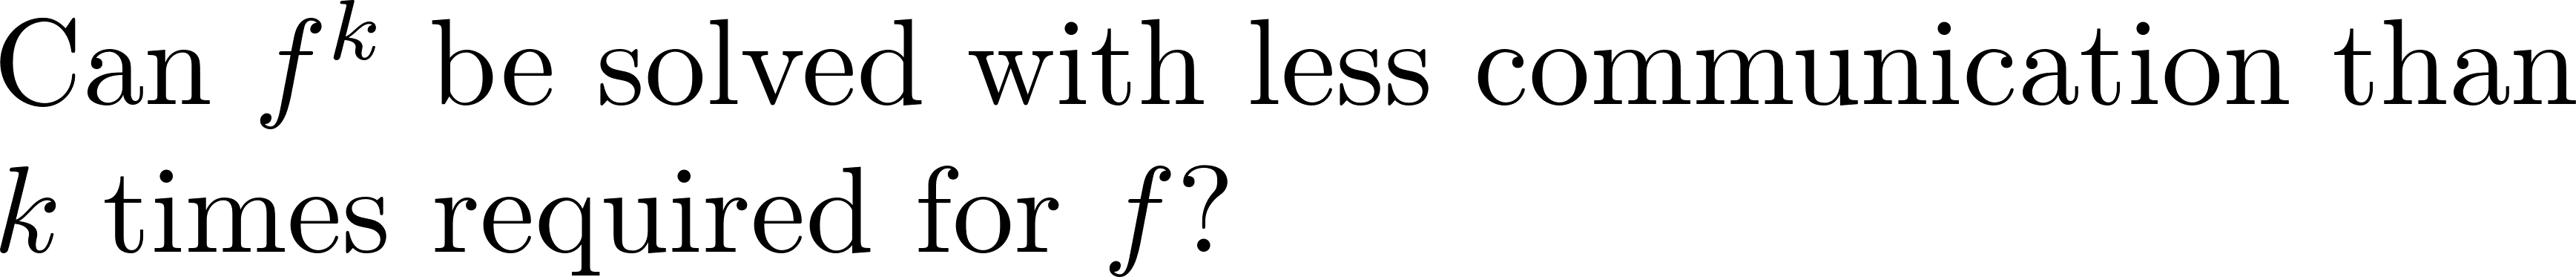 Can $f^k$ be solved with less communication than
$k$ times required for $f$?